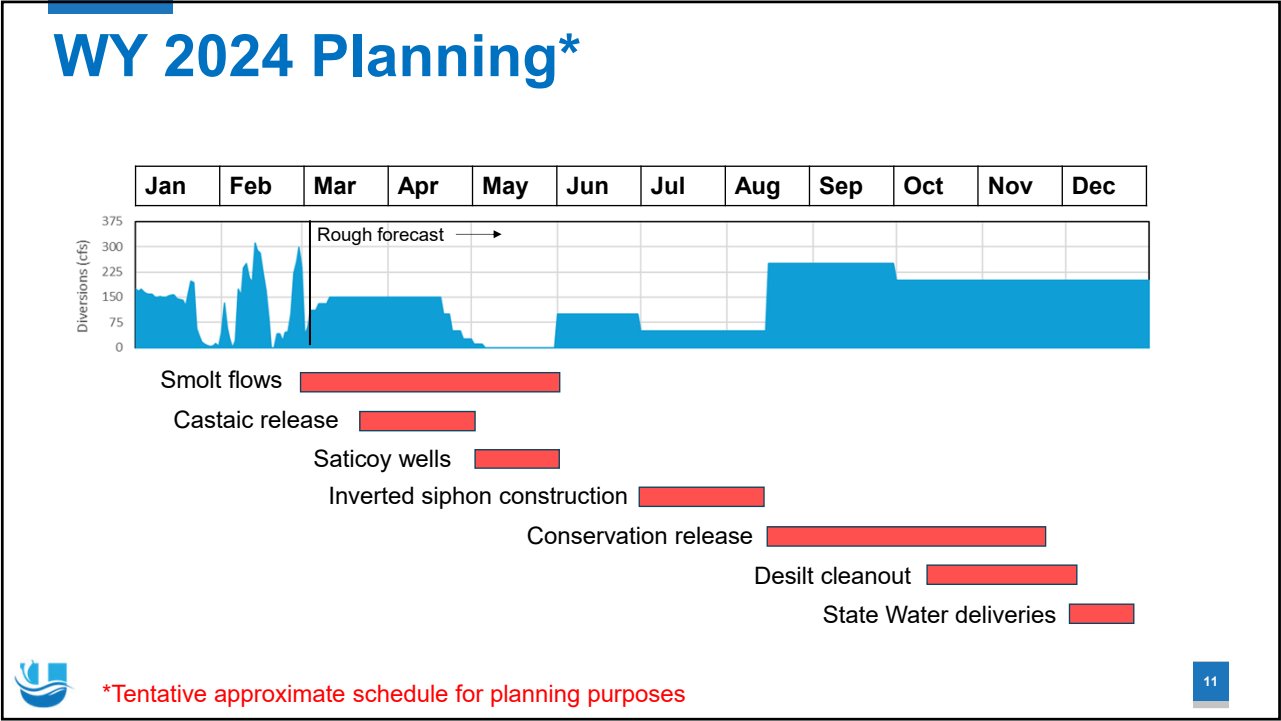 WY 2024 Planning*
Jan Feb Mar Apr May Jun Jul Aug Sep Oct Nov Dec
Diversions (cfs)
375
300
225
150
75
0
Rough forecast
Smolt flows
Castaic release
Saticoy wells
Inverted siphon construction
Conservation release
Desilt cleanout
State Water deliveries
*Tentative approximate schedule for planning purposes
11